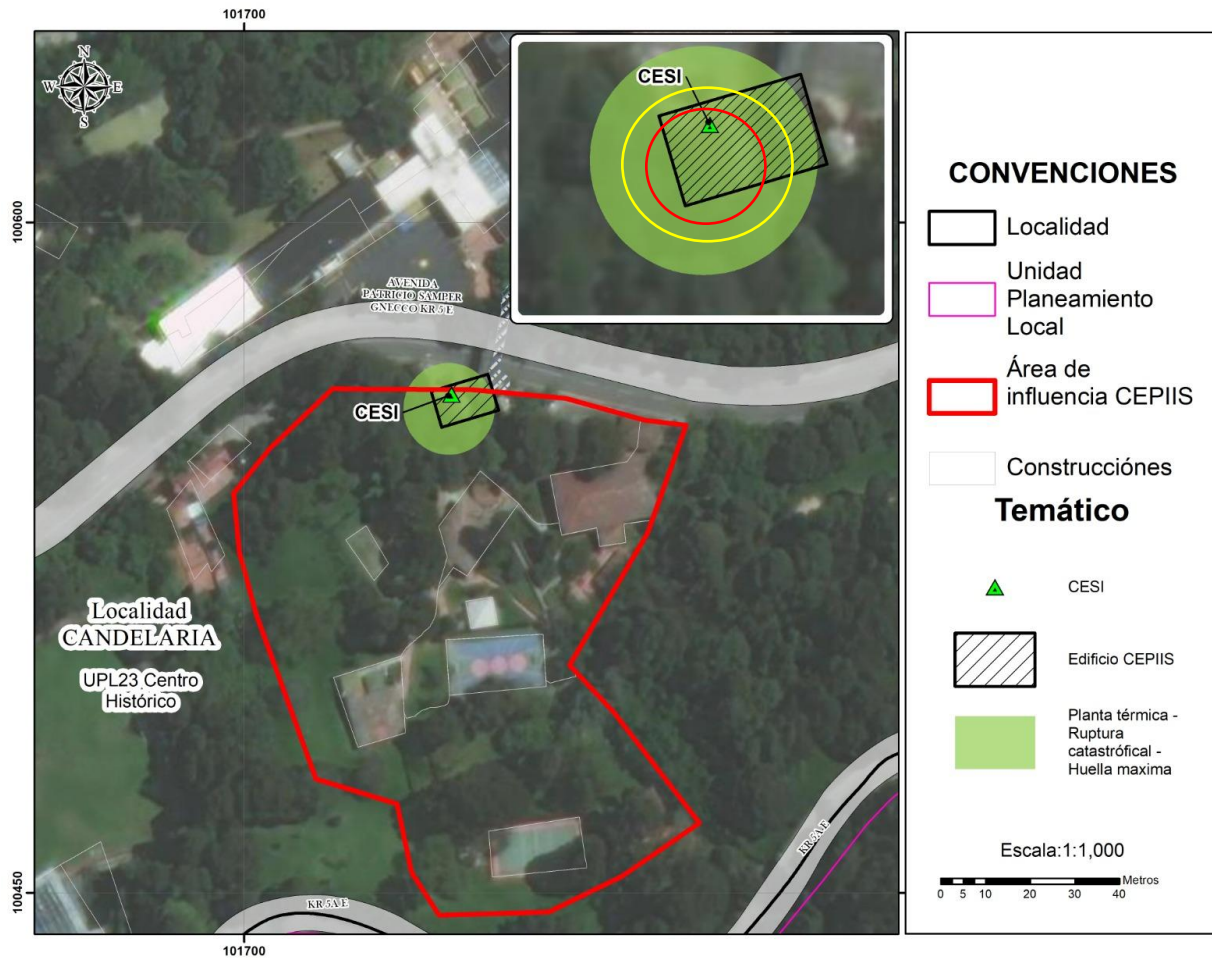 101700
N
W E
S
CESI
100600
AVENIDA
PATRICIO SAMPER
GNECCO KR 5 E
CESI
Localidad
CANDELARIA
UPL23 Centro
Histórico
KR 5A E
KR 5A E
100450
101700
CONVENCIONES
Localidad
Unidad
Planeamiento
Local
Área de
influencia CEPIIS
Construcciónes
Temático
CESI
Edificio CEPIIS
Planta térmica -
Ruptura
catastrófical -
Huella maxima
Escala:1:1,000
Metros
0 5 10 20 30 40